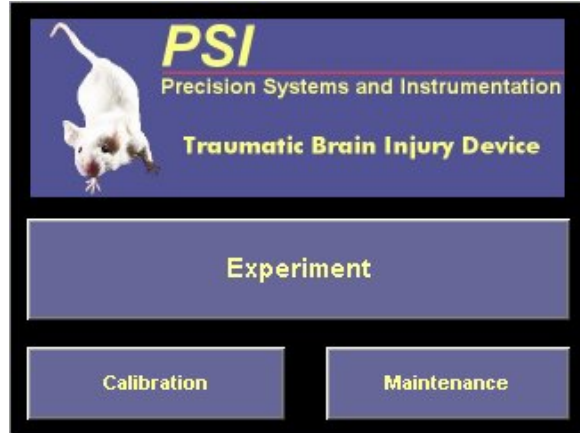 PSI
Precision Systems and Instrumentation
Traumatic Brain Injury Device
Experiment
Calibration
Maintenance